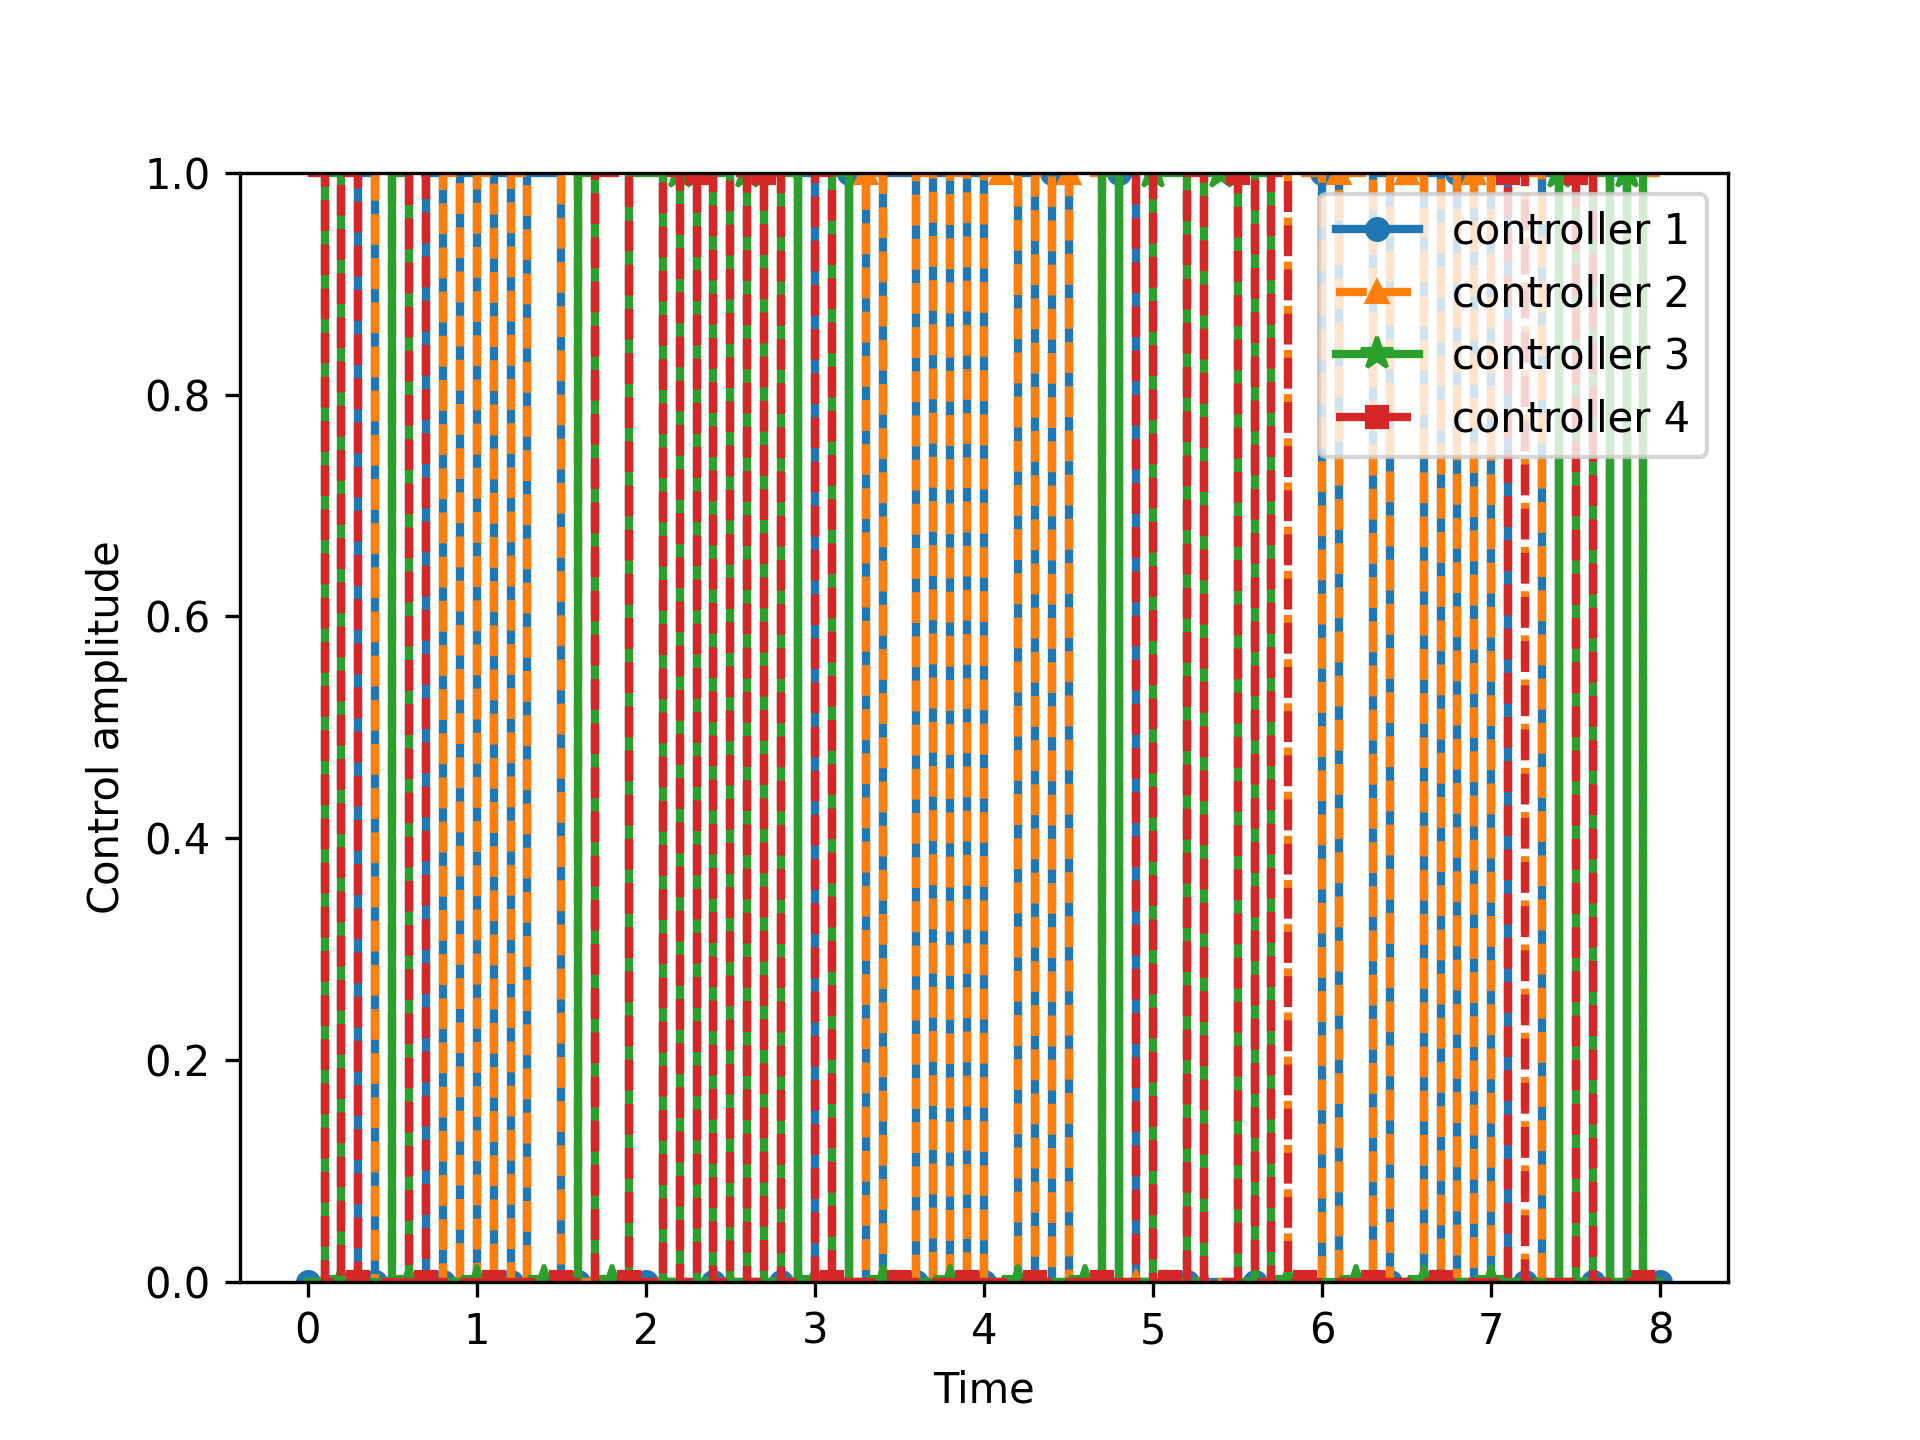 1.0
0.8
0.6
0.4
0.2
0.0
Control amplitude
controller 1
controller 2
controller 3
controller 4
0 1 2 3 4 5 6 7 8
Time